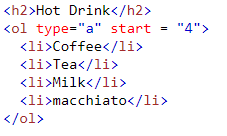 <h2>Hot Drink</h2>
<ol type="a" start = "4">
<li>Coffee</li>
<li>Tea</li>
<li>Milk</li>
<li>macchiato</li>
</ol>